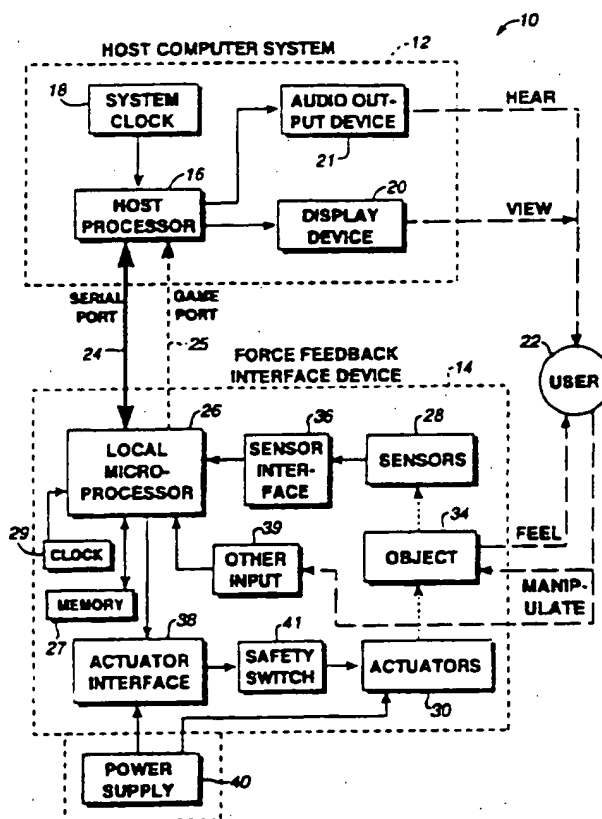 10
HOST COMPUTER SYSTEM
12
18
SYSTEM
CLOCK
AUDIO OUT-
PUT DEVICE
21
HEAR
16
HOST
PROCESSOR
20
DISPLAY
DEVICE
VIEW
SERIAL
PORT
24
GAME
PORT
25
FORCE FEEDBACK
INTERFACE DEVICE
14
22
USER
26
LOCAL
MICRO-
PROCESSOR
36
SENSOR
INTER-
FACE
28
SENSORS
29
CLOCK
39
OTHER
INPUT
34
OBJECT
FEEL
MANIP-
ULATE
MEMORY
27
38
ACTUATOR
INTERFACE
41
SAFETY
SWITCH
ACTUATORS
30
POWER
SUPPLY
40